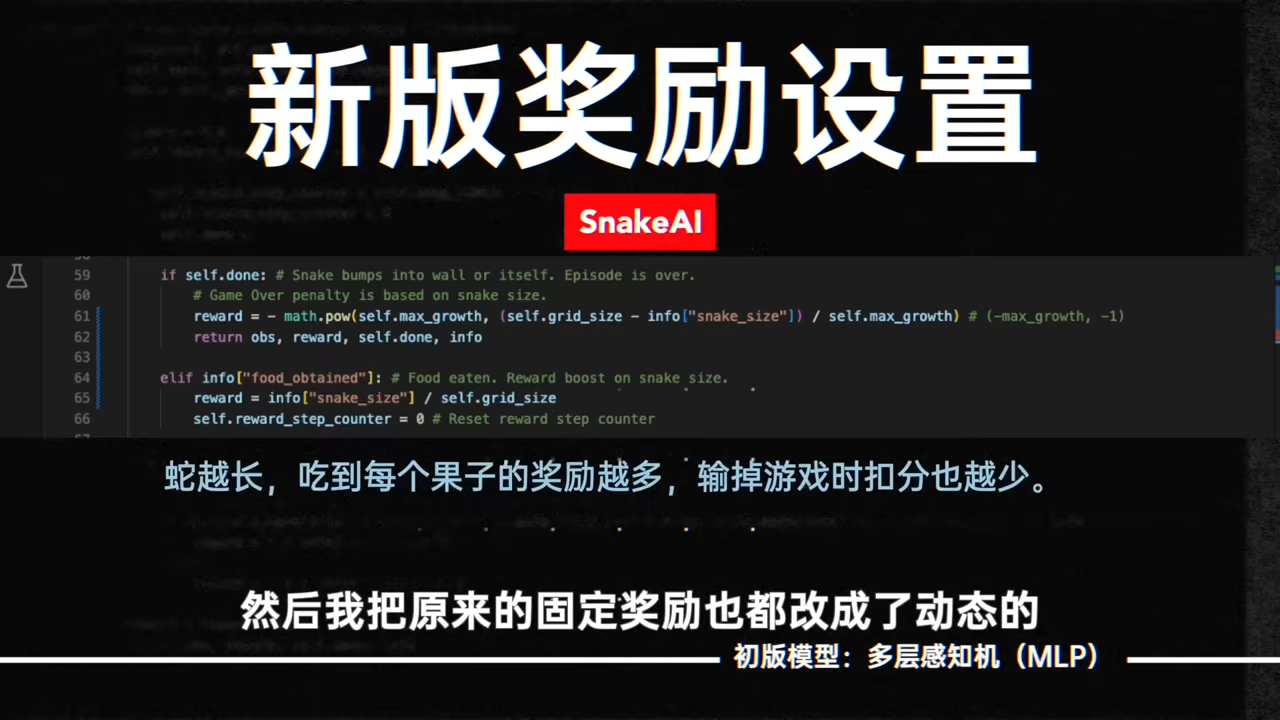 新版奖励设置
SnakeAI
59 if self.done: # Snake bumps into wall or itself. Episode is over.
60 # Game Over penalty is based on snake size.
61 reward = - math.pow(self.max_growth, (self.grid_size - info["snake_size"]) / self.max_growth) # (-max_growth, -1)
62 return obs, reward, self.done, info
63
64 elif info["food_obtained"]: # Food eaten. Reward boost on snake size.
65 reward = info["snake_size"] / self.grid_size
66 self.reward_step_counter = 0 # Reset reward step counter
蛇越长，吃到每个果子的奖励越多，输掉游戏时扣分也越少。
然后我把原来的固定奖励也都改成了动态的
初版模型：多层感知机（MLP）